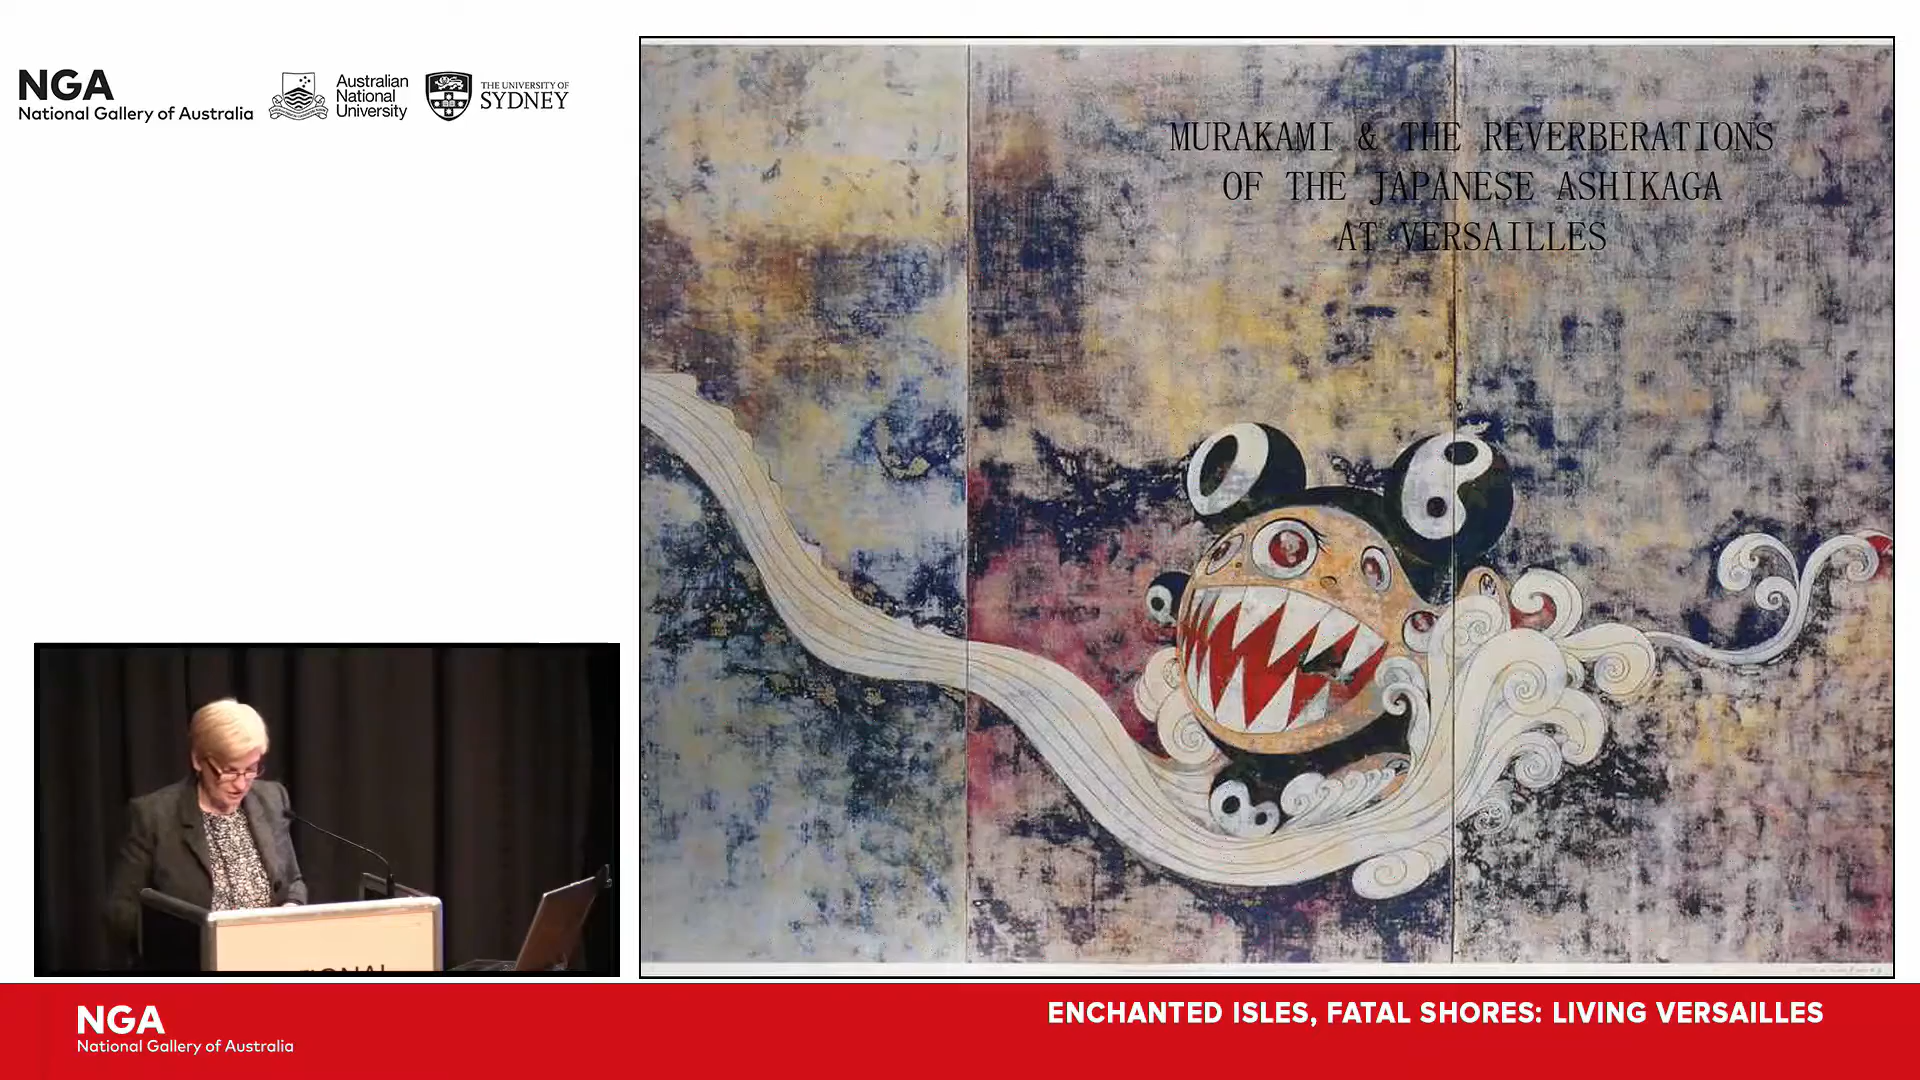 NGA
National Gallery of Australia
Australian
National
University
THE UNIVERSITY OF
SYDNEY
MURAKAMI & THE REVERBERATIONS
OF THE JAPANESE ASHIKAGA
AT VERSAILLES
NGA
National Gallery of Australia
ENCHANTED ISLES, FATAL SHORES: LIVING VERSAILLES